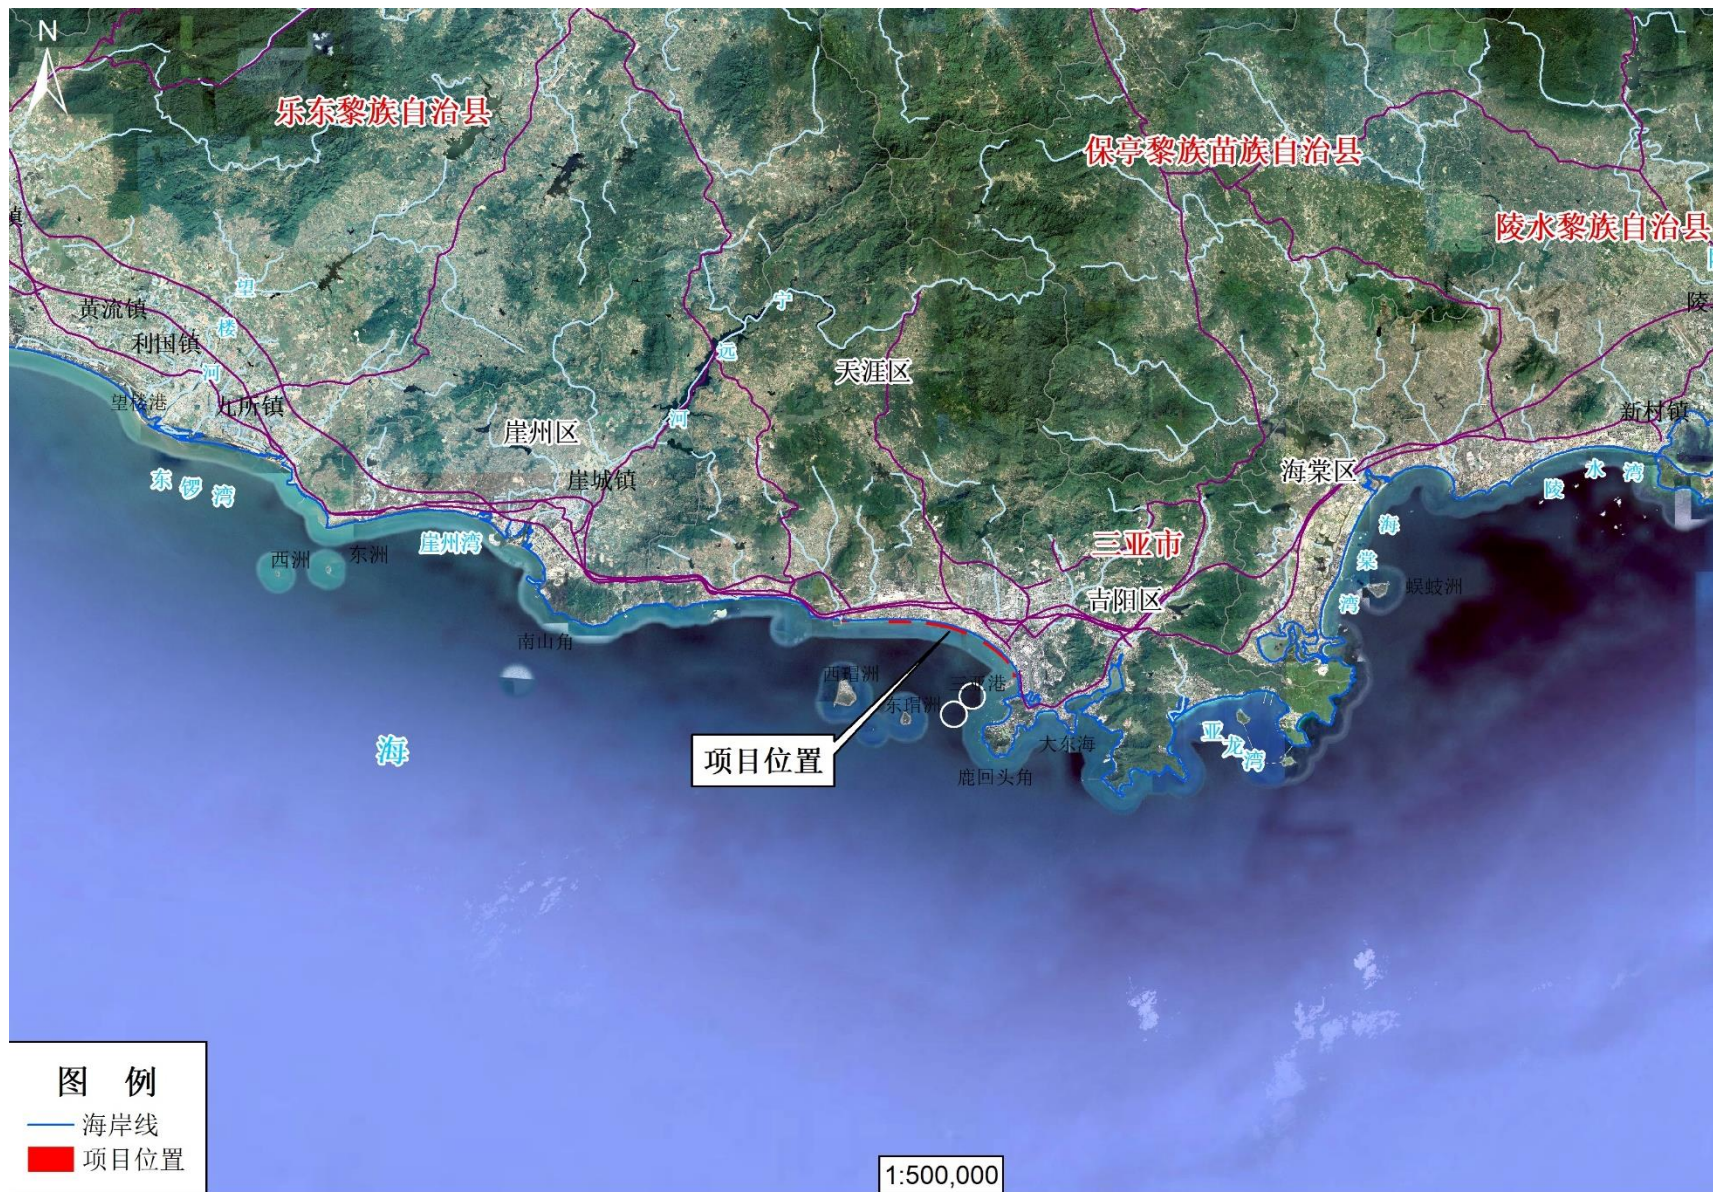 N
乐东黎族自治县
保亭黎族苗族自治县
陵水黎族自治县
镇
望
楼
河
宁
远
河
黄流镇
利国镇
望楼港
九所镇
天涯区
陵
新村镇
崖州区
崖城镇
海棠区
陵水湾
东锣湾
崖州湾
海棠湾
三亚市
西洲
东洲
吉阳区
蜈蚑洲
南山角
西瑁洲
三亚港
东瑁洲
大东海
亚龙湾
鹿回头角
海
项目位置
图 例
海岸线
项目位置
1:500,000